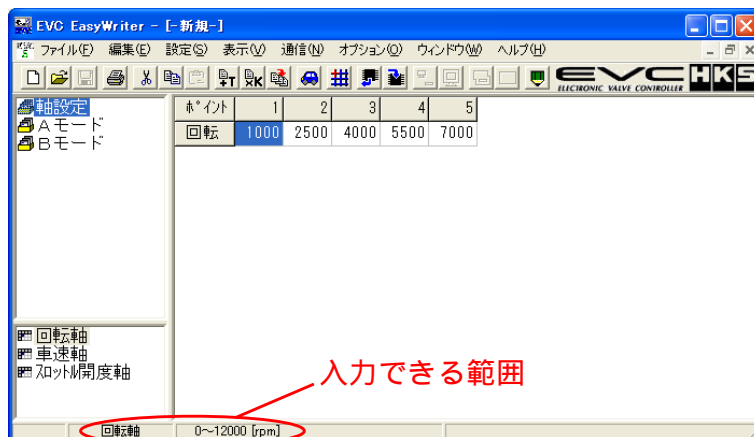 EVC EasyWriter - [-新規-]
ファイル(F) 編集(E) 設定(S) 表示(V) 通信(N) オプション(O) ウィンドウ(W) ヘルプ(H)
EVC HKS
ELECTRONIC VALVE CONTROLLER
軸設定
Aモード
Bモード
ﾎﾟｲﾝﾄ 1 2 3 4 5
回転 1000 2500 4000 5500 7000
回転軸
車速軸
ｽﾛｯﾄﾙ開度軸
入力できる範囲
回転軸 0～12000 [rpm]